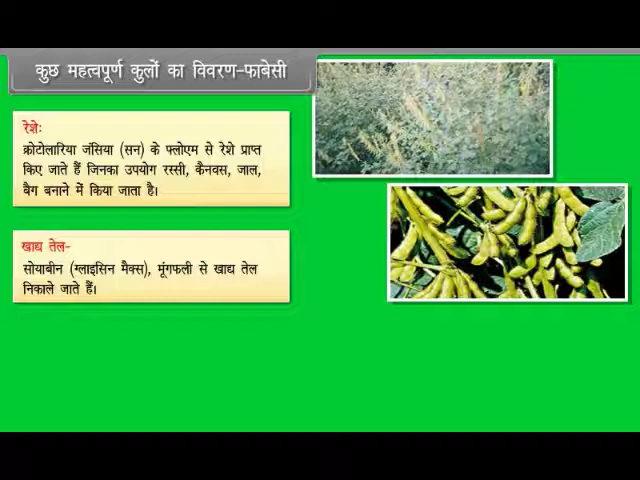 कुछ महत्वपूर्ण कुलों का विवरण-फाबेसी
रेशेः
क्रोटोलारिया जंसिया (सन) के फ्लोएम से रेशे प्राप्त
किए जाते हैं जिनका उपयोग रस्सी, कैनवस, जाल,
बैग बनाने में किया जाता है।
खाद्य तेल-
सोयाबीन (ग्लाइसिन मैक्स), मूंगफली से खाद्य तेल
निकाले जाते हैं।